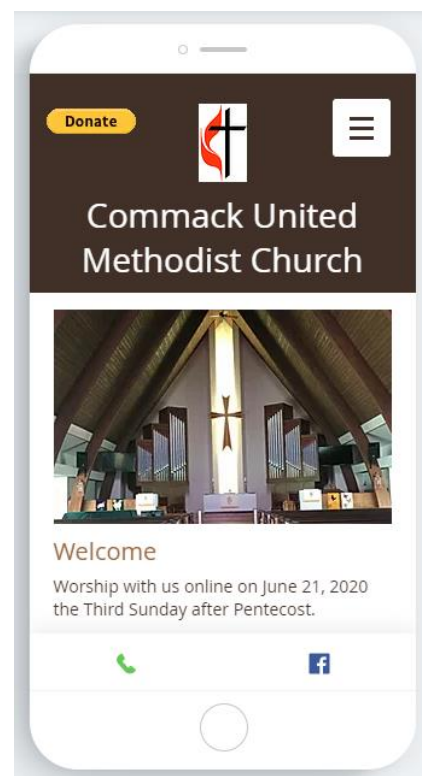 Donate
Commack United
Methodist Church
Welcome
Worship with us online on June 21, 2020
the Third Sunday after Pentecost.